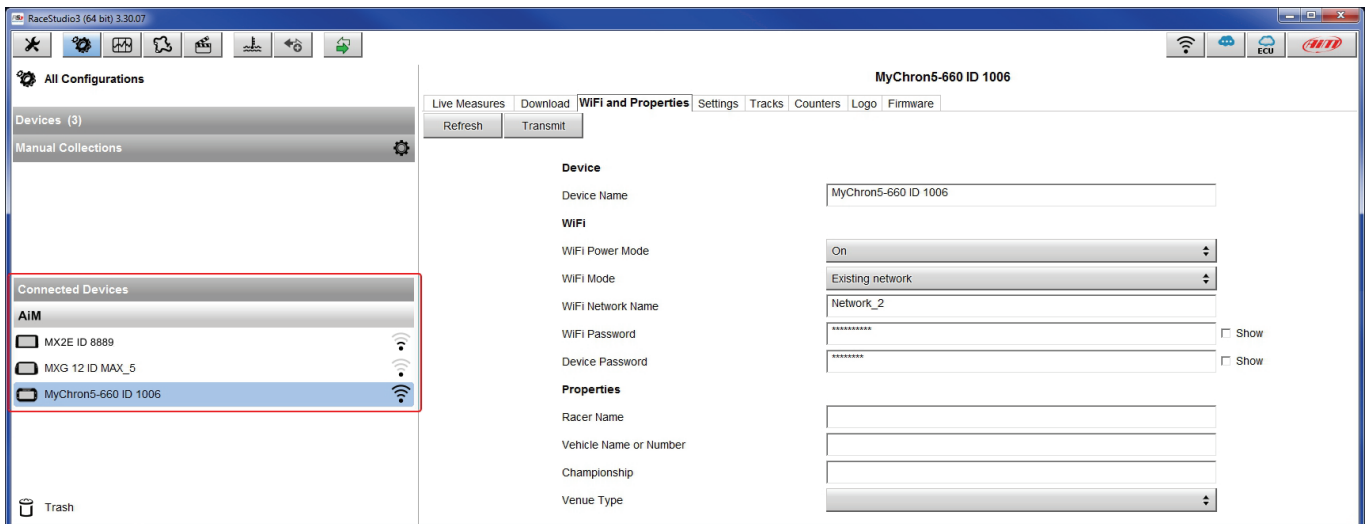 RaceStudio3 (64 bit) 3.30.07
ECU
AiM
All Configurations
Devices (3)
Manual Collections
Connected Devices
AiM
MX2E ID 8889
MXG 12 ID MAX_5
MyChron5-660 ID 1006
Trash
MyChron5-660 ID 1006
Live Measures Download WiFi and Properties Settings Tracks Counters Logo Firmware
Refresh Transmit
Device
Device Name MyChron5-660 ID 1006
WiFi
WiFi Power Mode On
WiFi Mode Existing network
WiFi Network Name Network_2
WiFi Password ********** Show
Device Password ******** Show
Properties
Racer Name
Vehicle Name or Number
Championship
Venue Type